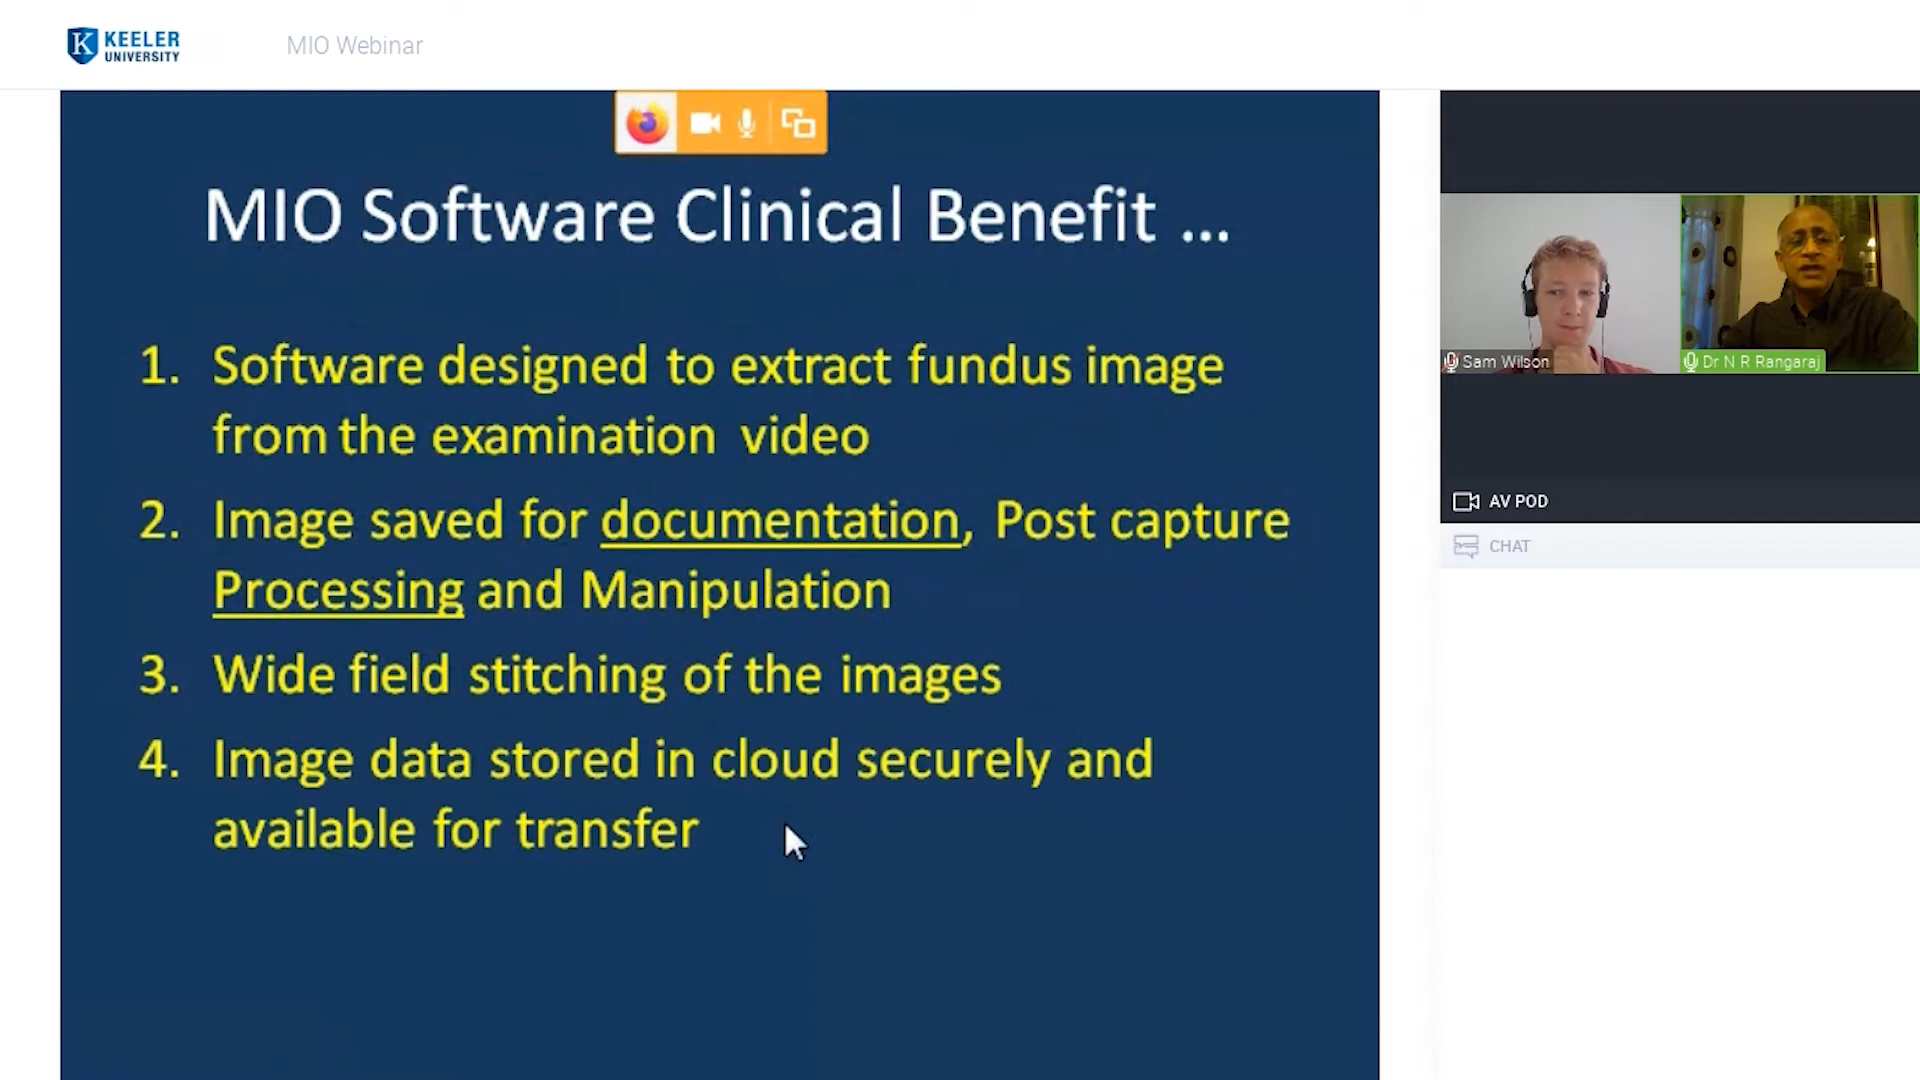 KEELER
UNIVERSITY
MIO Webinar
MIO Software Clinical Benefit ...
1. Software designed to extract fundus image
from the examination video
2. Image saved for documentation, Post capture
Processing and Manipulation
3. Wide field stitching of the images
4. Image data stored in cloud securely and
available for transfer
Sam Wilson
Dr N R Rangaraj
AV POD
CHAT